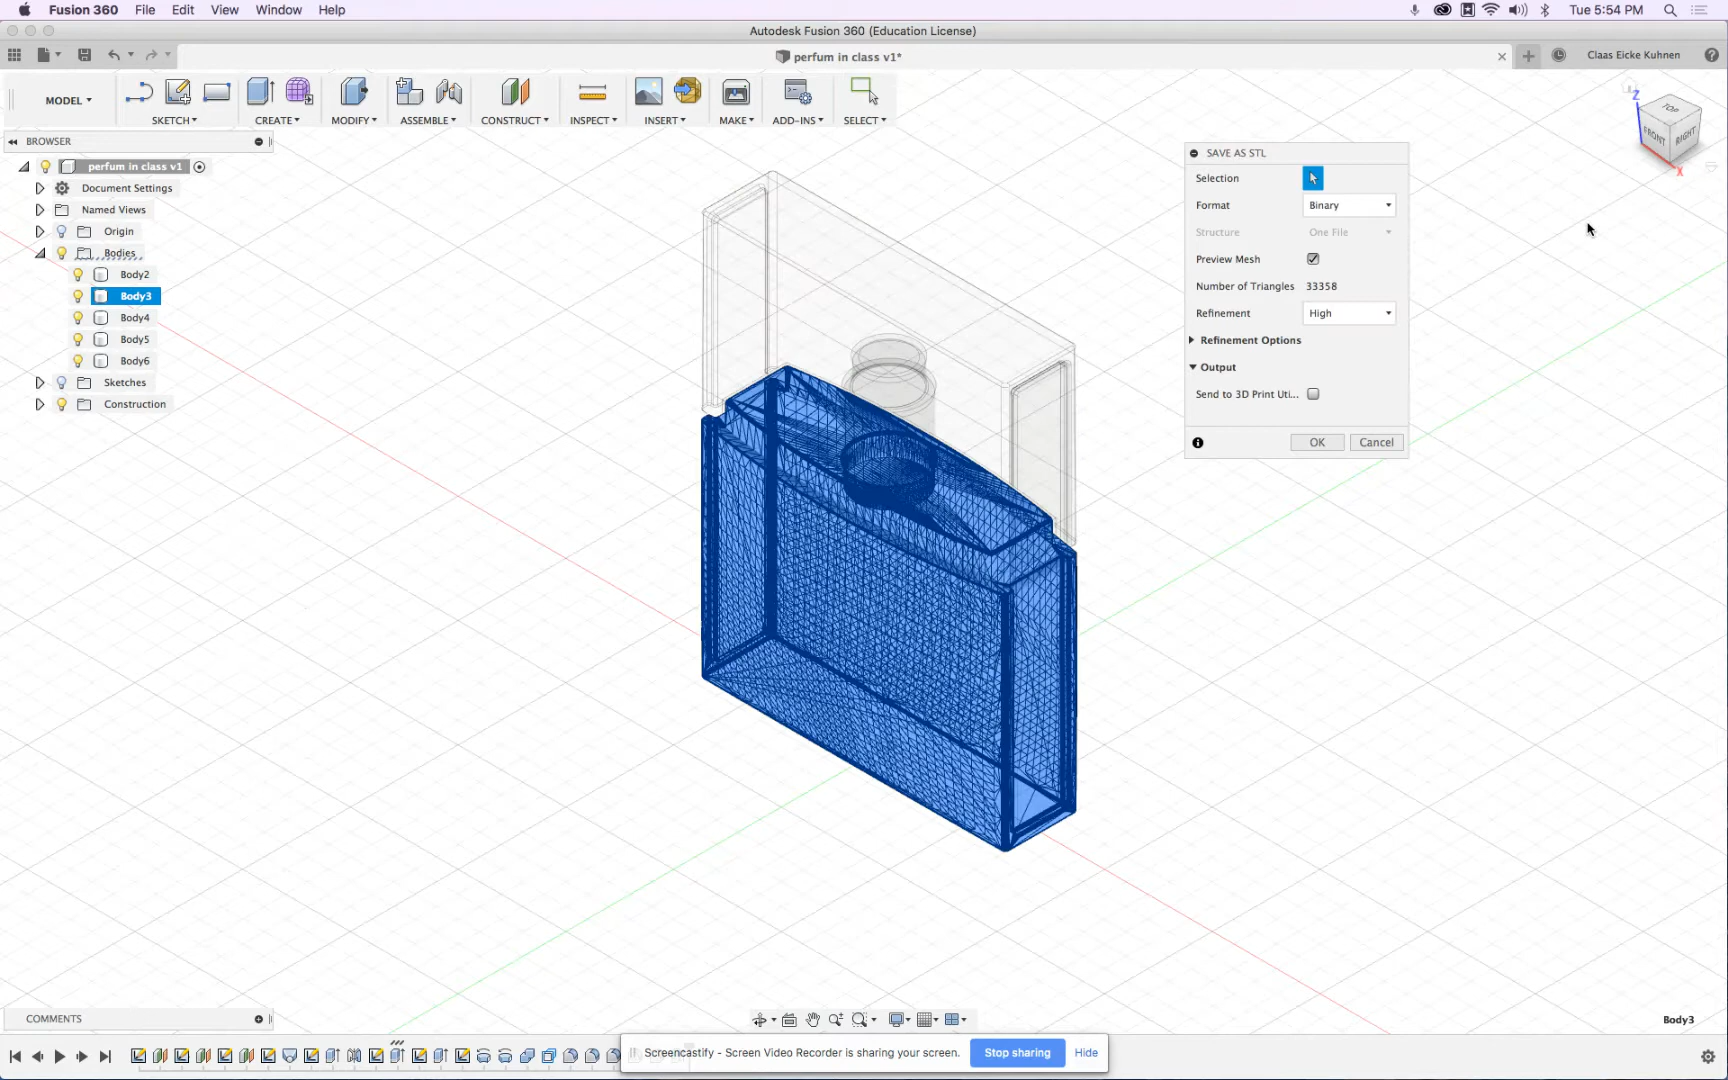 Fusion 360 File Edit View Window Help Tue 5:54 PM
Autodesk Fusion 360 (Education License)
perfum in class v1* Claas Eicke Kuhnen
MODEL SKETCH CREATE MODIFY ASSEMBLE CONSTRUCT INSPECT INSERT MAKE ADD-INS SELECT
BROWSER
perfum in class v1
Document Settings
Named Views
Origin
Bodies
Body2
Body3
Body4
Body5
Body6
Sketches
Construction
Z
TOP
FRONT RIGHT
X
SAVE AS STL
Selection
Format Binary
Structure One File
Preview Mesh
Number of Triangles 33358
Refinement High
Refinement Options
Output
Send to 3D Print Uti...
OK Cancel
COMMENTS
Body3
Screencastify - Screen Video Recorder is sharing your screen. Stop sharing Hide